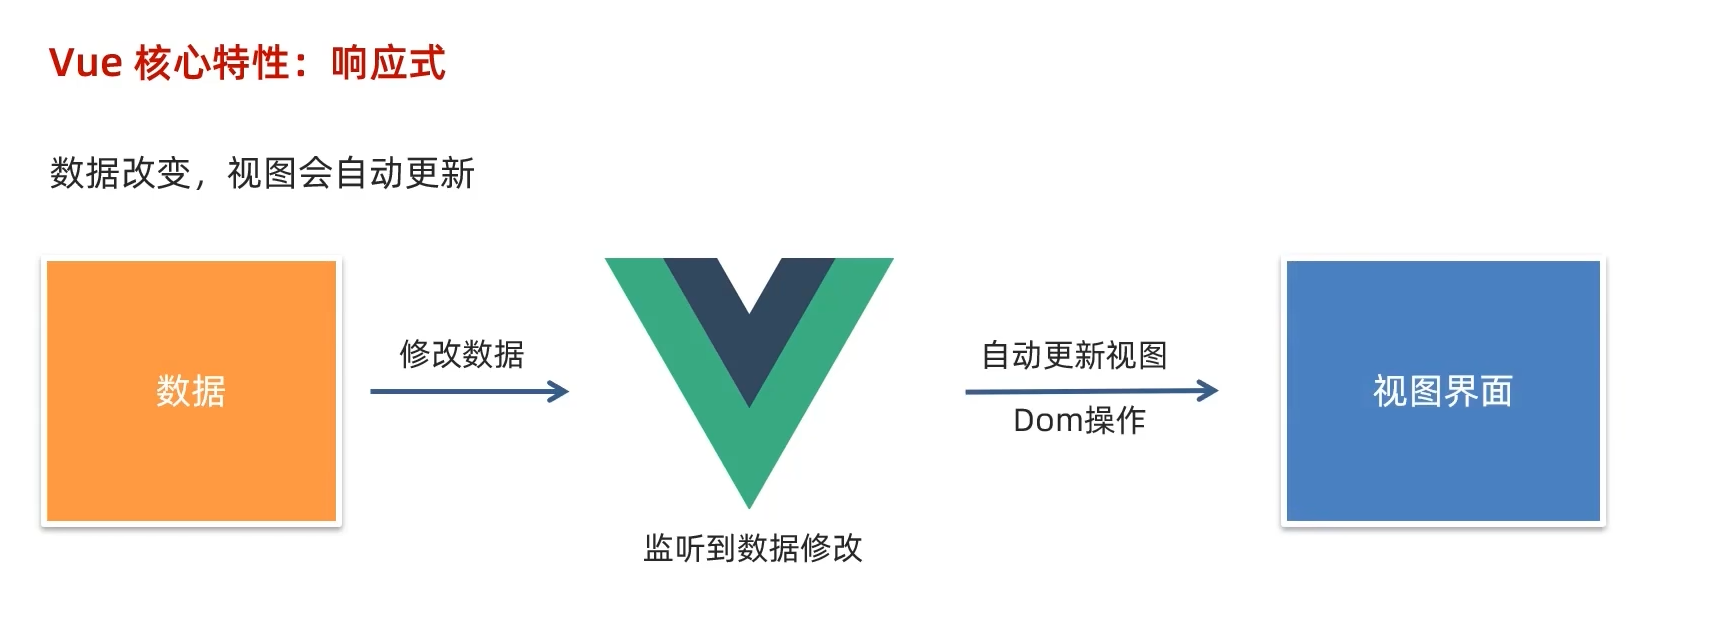 Vue 核心特性：响应式
数据改变，视图会自动更新
数据
修改数据
监听到数据修改
自动更新视图
Dom操作
视图界面